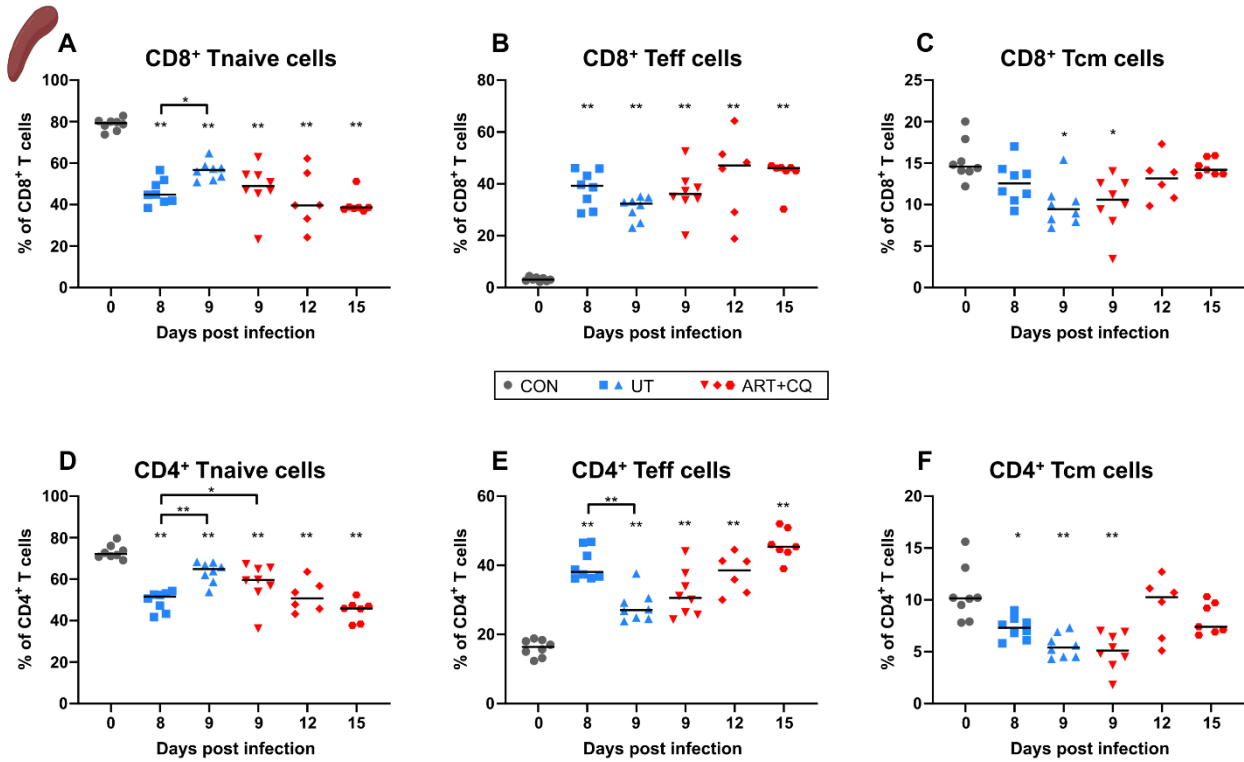 A
CD8⁺ Tnaive cells
% of CD8⁺ T cells
100
80
60
40
20
0
*
** ** ** ** **
0 8 9 9 12 15
Days post infection
B
CD8⁺ Teff cells
% of CD8⁺ T cells
80
60
40
20
0
** ** ** ** **
0 8 9 9 12 15
Days post infection
C
CD8⁺ Tcm cells
% of CD8⁺ T cells
25
20
15
10
5
0
* *
0 8 9 9 12 15
Days post infection
CON UT ART+CQ
D
CD4⁺ Tnaive cells
% of CD4⁺ T cells
100
80
60
40
20
0
*
**
** ** ** ** **
0 8 9 9 12 15
Days post infection
E
CD4⁺ Teff cells
% of CD4⁺ T cells
60
40
20
0
**
** ** ** ** **
0 8 9 9 12 15
Days post infection
F
CD4⁺ Tcm cells
% of CD4⁺ T cells
20
15
10
5
0
* ** **
0 8 9 9 12 15
Days post infection